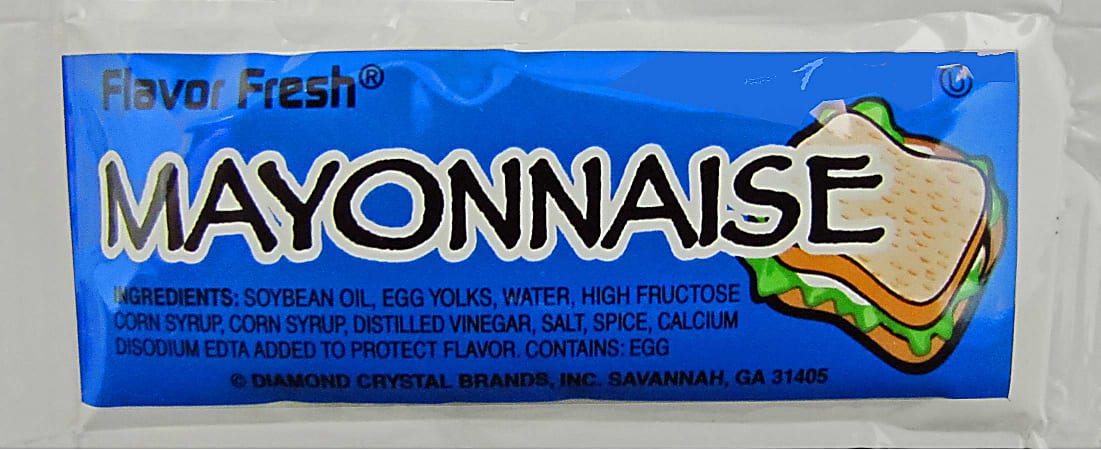 Flavor Fresh®
U
MAYONNAISE
INGREDIENTS: SOYBEAN OIL, EGG YOLKS, WATER, HIGH FRUCTOSE
CORN SYRUP, CORN SYRUP, DISTILLED VINEGAR, SALT, SPICE, CALCIUM
DISODIUM EDTA ADDED TO PROTECT FLAVOR. CONTAINS: EGG
© DIAMOND CRYSTAL BRANDS, INC. SAVANNAH, GA 31405